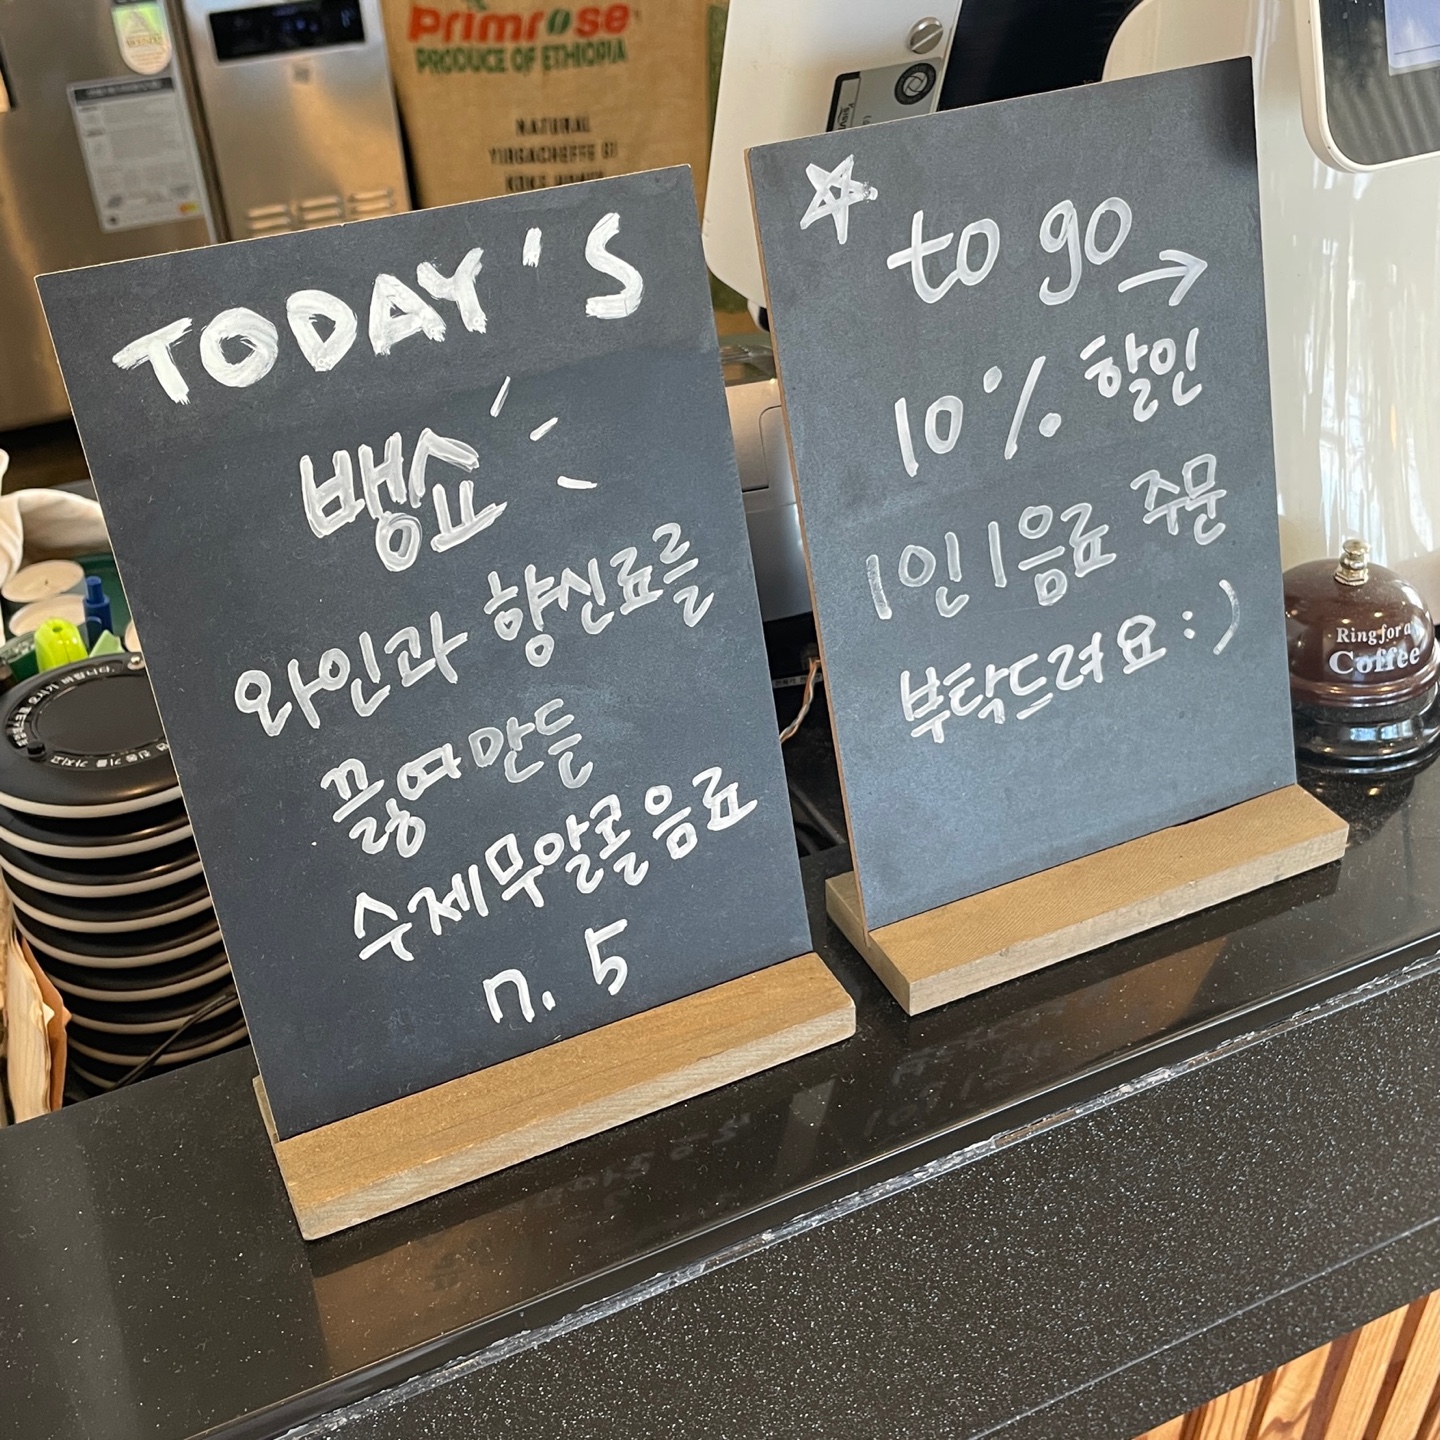 TODAY'S
뱅쇼
와인과 향신료를
끓여만든
수제무알콜음료
7.5
to go →
10% 할인
1인 1음료 주문
부탁드려요 :)
Primrose
PRODUCE OF ETHIOPIA
NATURAL
YIRGACHEFFE G1
Ring for a
Coffee